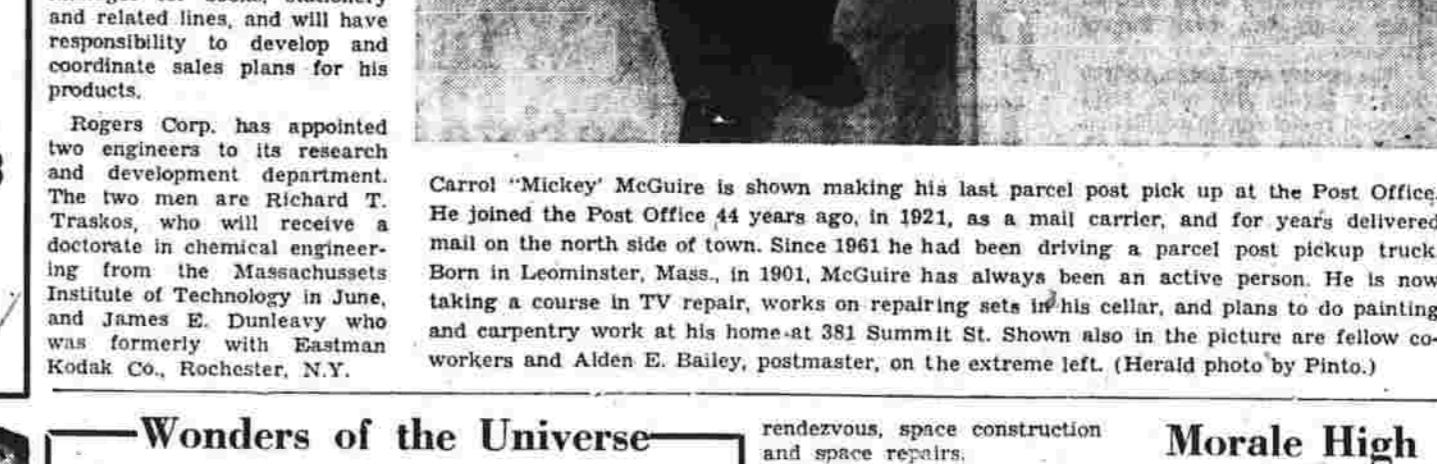 and related lines, and will have
responsibility to develop and
coordinate sales plans for his
products.
Rogers Corp. has appointed
two engineers to its research
and development department.
The two men are Richard T.
Traskos, who will receive a
doctorate in chemical engineer-
ing from the Massachussets
Institute of Technology in June,
and James E. Dunleavy who
was formerly with Eastman
Kodak Co., Rochester, N.Y.
Carrol "Mickey' McGuire is shown making his last parcel post pick up at the Post Office.
He joined the Post Office 44 years ago, in 1921, as a mail carrier, and for years delivered
mail on the north side of town. Since 1961 he had been driving a parcel post pickup truck.
Born in Leominster, Mass., in 1901, McGuire has always been an active person. He is now
taking a course in TV repair, works on repairing sets in his cellar, and plans to do painting
and carpentry work at his home at 381 Summit St. Shown also in the picture are fellow co-
workers and Alden E. Bailey, postmaster, on the extreme left. (Herald photo by Pinto.)
Wonders of the Universe
rendezvous, space construction
and space repairs.
Morale High